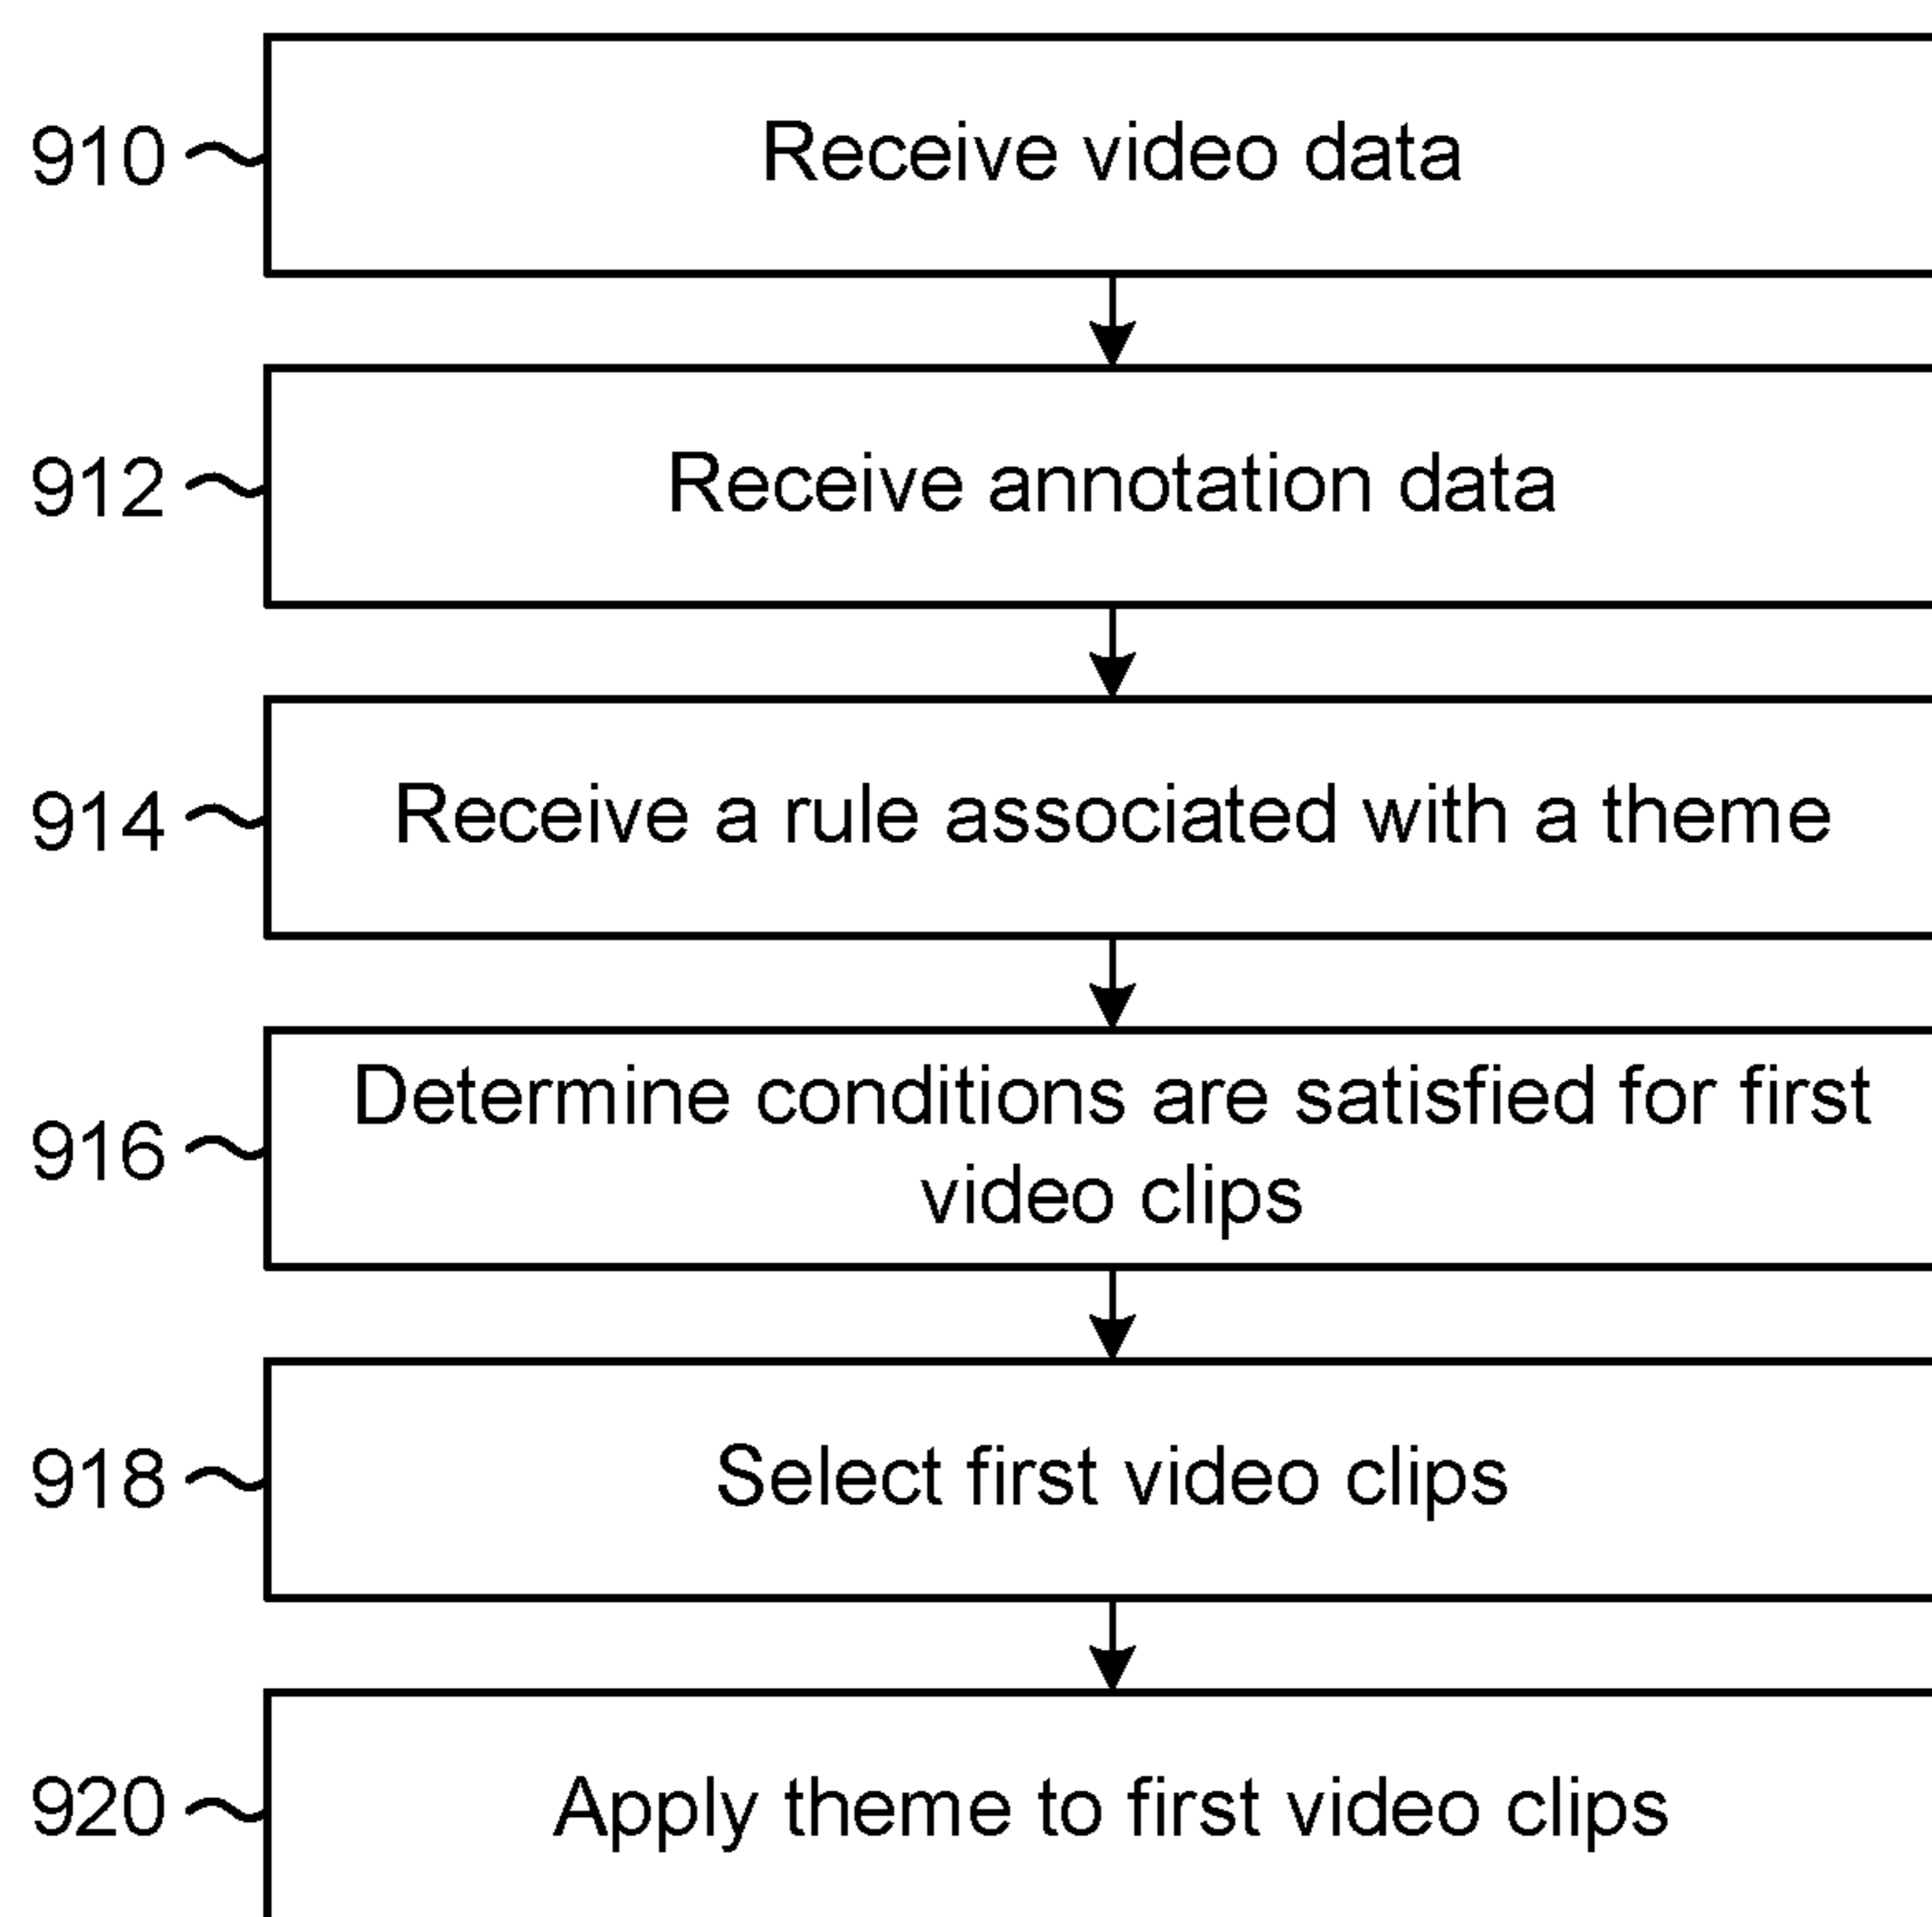 910
Receive video data
912
Receive annotation data
914
Receive a rule associated with a theme
916
Determine conditions are satisfied for first
video clips
918
Select first video clips
920
Apply theme to first video clips